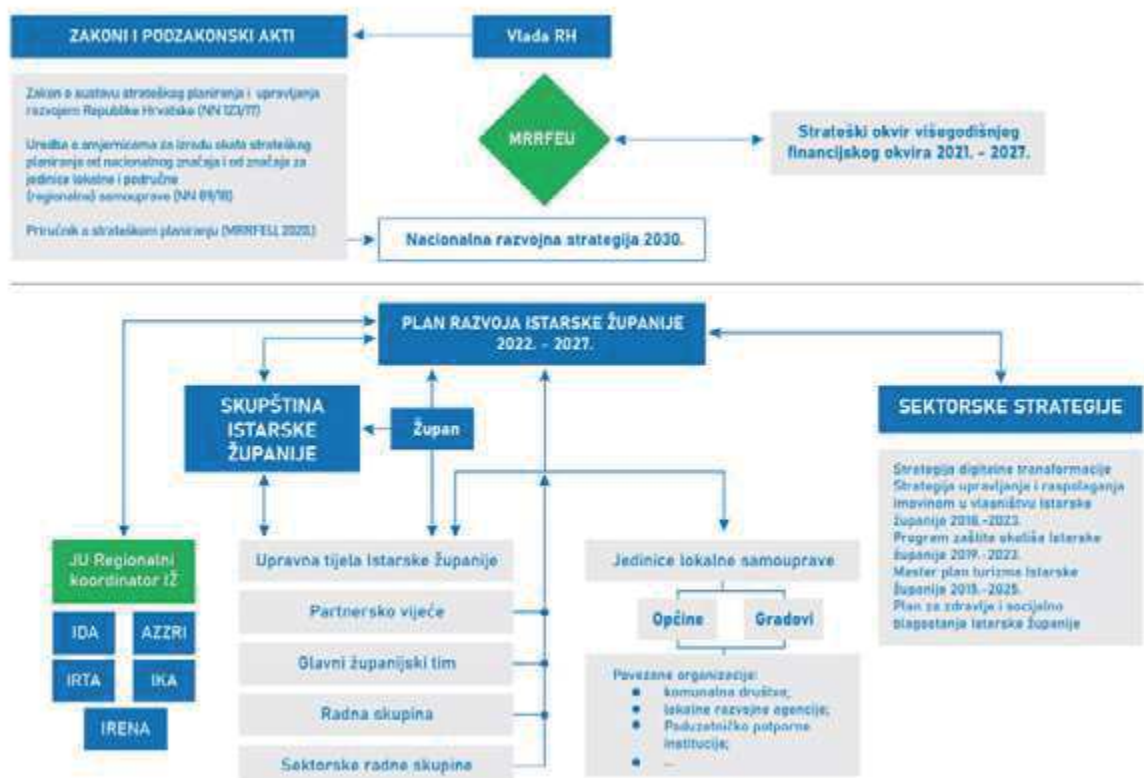 ZAKONI I PODZAKONSKI AKTI
Vlada RH
Zakon o sustavu strateškog planiranja i upravljanja
razvojem Republike Hrvatske (NN 123/17)
Uredba o smjernicama za izradu akata strateškog
planiranja od nacionalnog značaja i od značaja za
jedinice lokalne i područne
(regionalne) samouprave (NN 89/18)
Priručnik o strateškom planiranju (MRRFEU, 2020.)
MRRFEU
Strateški okvir višegodišnjeg
financijskog okvira 2021. - 2027.
Nacionalna razvojna strategija 2030.
PLAN RAZVOJA ISTARSKE ŽUPANIJE
2022. - 2027.
SKUPŠTINA
ISTARSKE
ŽUPANIJE
Župan
SEKTORSKE STRATEGIJE
Strategija digitalne transformacije
Strategija upravljanja i raspolaganja
imovinom u vlasništvu Istarske
županije 2018.-2023.
Program zaštite okoliša Istarske
županije 2019.-2023.
Master plan turizma Istarske
Županije 2015.-2025.
Plan za zdravlje i socijalno
blagostanje Istarske županije
JU Regionalni
koordinator IŽ
IDA
AZZRI
IRTA
IKA
IRENA
Upravna tijela Istarske županije
Partnersko vijeće
Glavni županijski tim
Radna skupina
Sektorske radne skupine
Jedinice lokalne samouprave
Općine
Gradovi
Povezane organizacije:
● komunalna društva;
● lokalne razvojne agencije;
● Poduzetničko potporne
institucije;
● ...